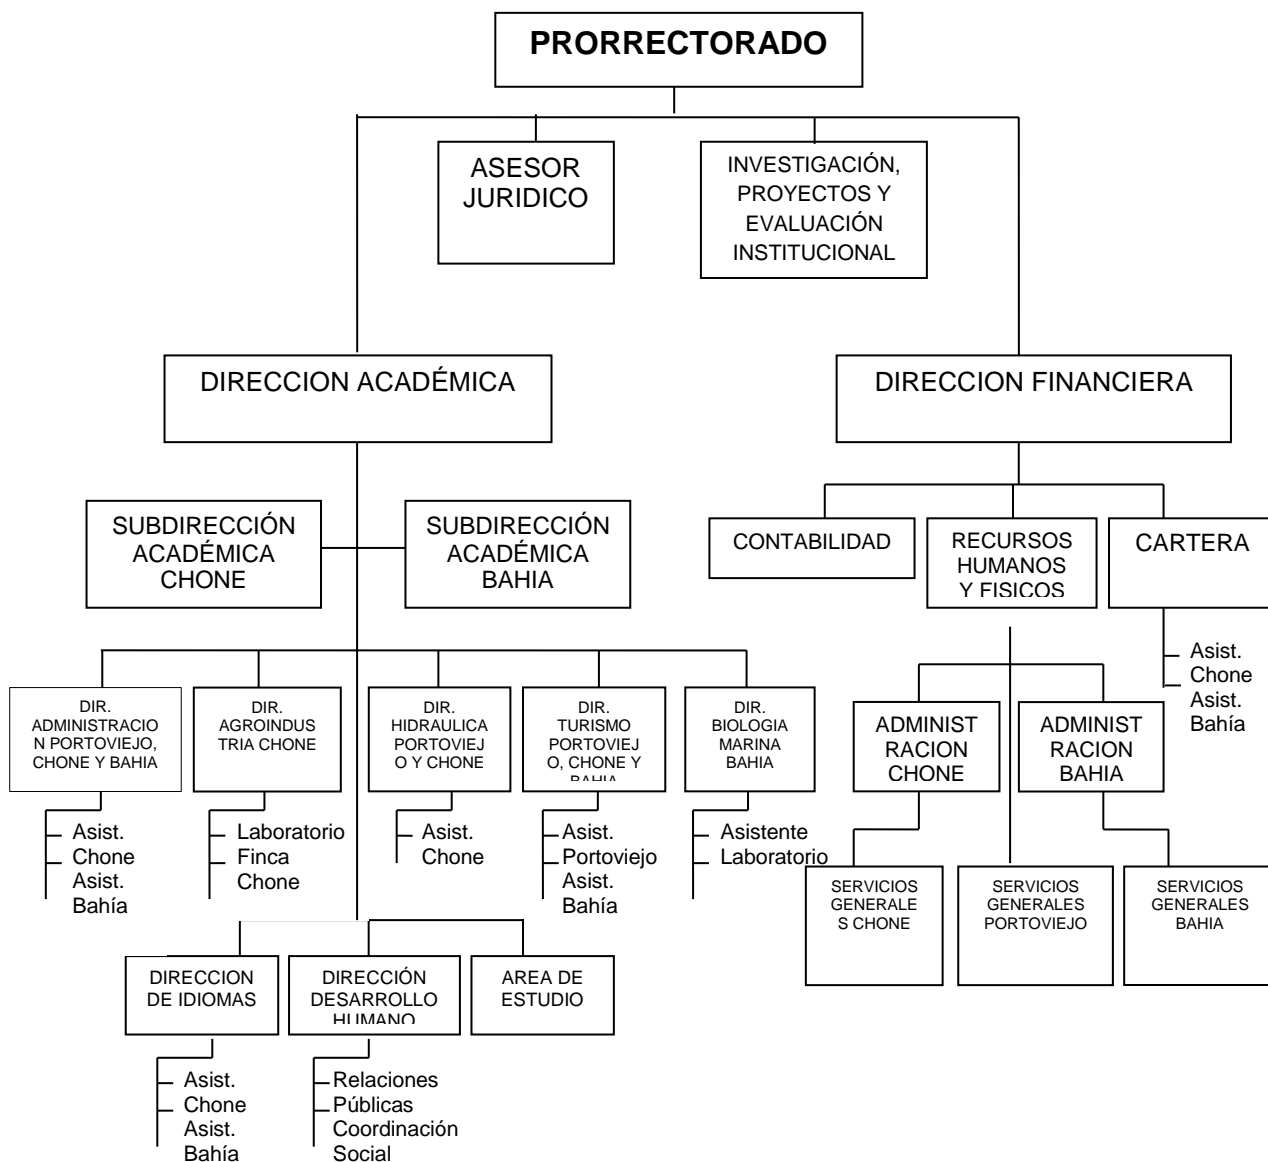 PRORRECTORADO
ASESOR
JURIDICO
INVESTIGACIÓN,
PROYECTOS Y
EVALUACIÓN
INSTITUCIONAL
DIRECCION ACADÉMICA
DIRECCION FINANCIERA
SUBDIRECCIÓN
ACADÉMICA
CHONE
SUBDIRECCIÓN
ACADÉMICA
BAHIA
CONTABILIDAD
RECURSOS
HUMANOS
Y FISICOS
CARTERA
Asist.
Chone
Asist.
Bahía
DIR.
ADMINISTRACIO
N PORTOVIEJO,
CHONE Y BAHIA
DIR.
AGROINDUS
TRIA CHONE
DIR.
HIDRAULICA
PORTOVIEJ
O Y CHONE
DIR.
TURISMO
PORTOVIEJ
O, CHONE Y
BAHIA
DIR.
BIOLOGIA
MARINA
BAHIA
ADMINIST
RACION
CHONE
ADMINIST
RACION
BAHIA
Asist.
Chone
Asist.
Bahía
Laboratorio
Finca
Chone
Asist.
Chone
Asist.
Portoviejo
Asist.
Bahía
Asistente
Laboratorio
SERVICIOS
GENERALE
S CHONE
SERVICIOS
GENERALES
PORTOVIEJO
SERVICIOS
GENERALES
BAHIA
DIRECCION
DE IDIOMAS
DIRECCIÓN
DESARROLLO
HUMANO
AREA DE
ESTUDIO
Asist.
Chone
Asist.
Bahía
Relaciones
Públicas
Coordinación
Social